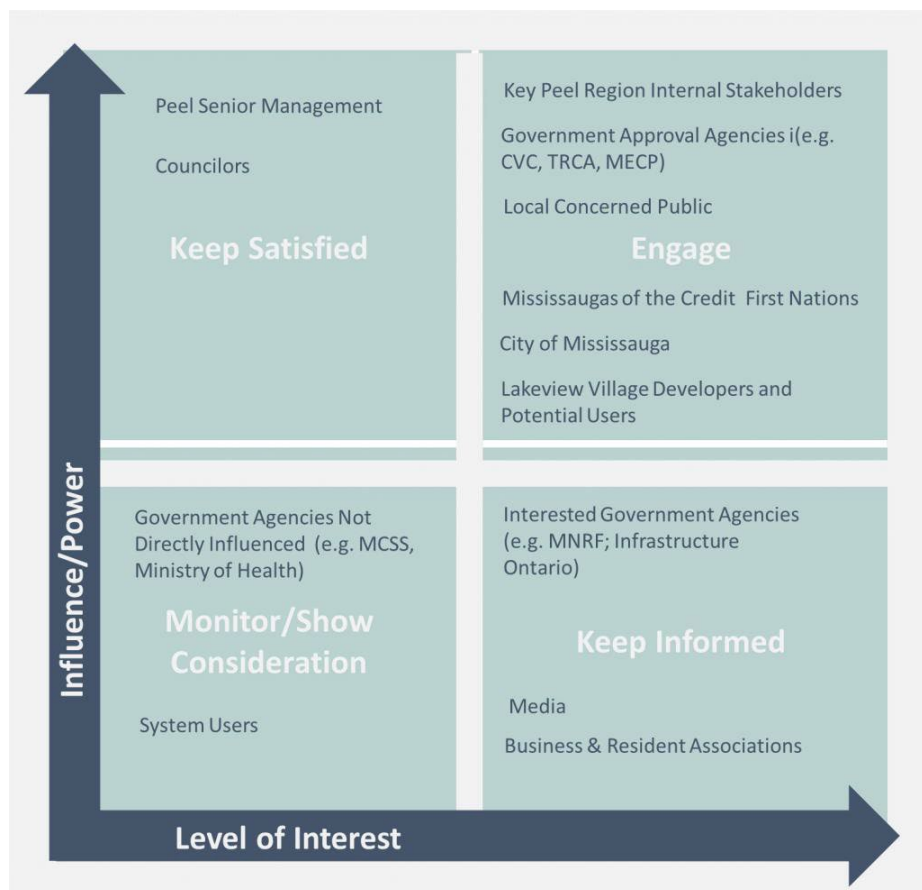 Peel Senior Management
Councilors
Keep Satisfied
Key Peel Region Internal Stakeholders
Government Approval Agencies i(e.g.
CVC, TRCA, MECP)
Local Concerned Public
Engage
Mississaugas of the Credit First Nations
City of Mississauga
Lakeview Village Developers and
Potential Users
Influence/Power
Government Agencies Not
Directly Influenced (e.g. MCSS,
Ministry of Health)
Monitor/Show
Consideration
System Users
Interested Government Agencies
(e.g. MNRF; Infrastructure
Ontario)
Keep Informed
Media
Business & Resident Associations
Level of Interest